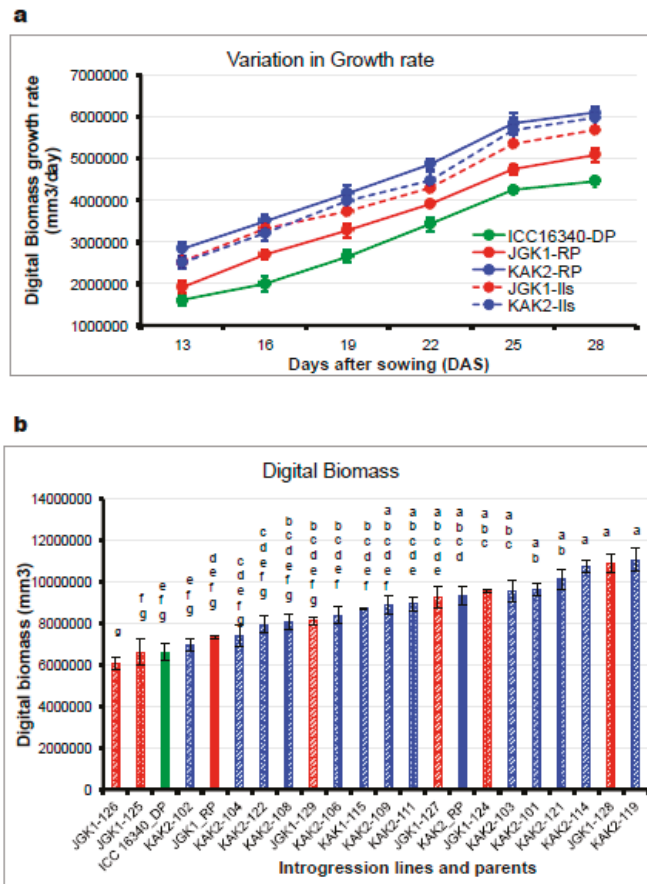 a
Variation in Growth rate
Digital Biomass growth rate
(mm3/day)
7000000
6000000
5000000
4000000
3000000
2000000
1000000
13 16 19 22 25 28
Days after sowing (DAS)
ICC16340-DP
JGK1-RP
KAK2-RP
JGK1-IIs
KAK2-IIs
b
Digital Biomass
Digital biomass (mm3)
14000000
12000000
10000000
8000000
6000000
4000000
2000000
0
g
f g
e f g
e f g
d e f g
c d e f g
c d e f g
b c d e f g
b c d e f g
b c d e f
b c d e f
a b c d e f
a b c d e
a b c d e
a b c d
a b c
a b c
a b
a b
a
a
a
JGK1-126
JGK1-125
ICC 16340_DP
KAK2-102
JGK1_RP
KAK2-104
KAK2-122
KAK2-108
JGK1-129
KAK2-106
KAK1-115
KAK2-109
KAK2-111
JGK1-127
KAK2_RP
JGK1-124
KAK2-103
KAK2-101
KAK2-121
KAK2-114
JGK1-128
KAK2-119
Introgression lines and parents